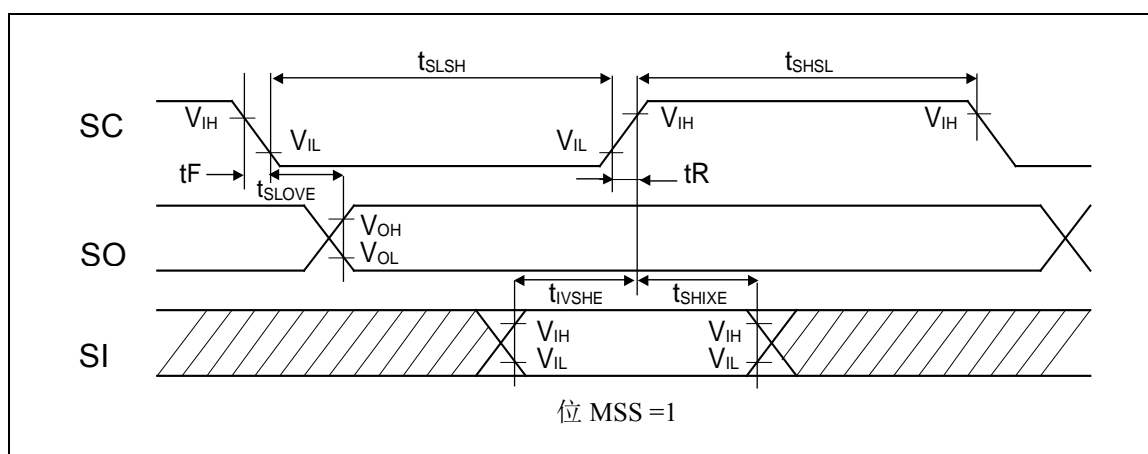 tSLSH tSHSL
SC VIH VIL VIL VIH VIH
tF tSLOVE tR
SO VOH VOL
tIVSHE tSHIXE
SI VIH VIL VIH VIL
位 MSS =1